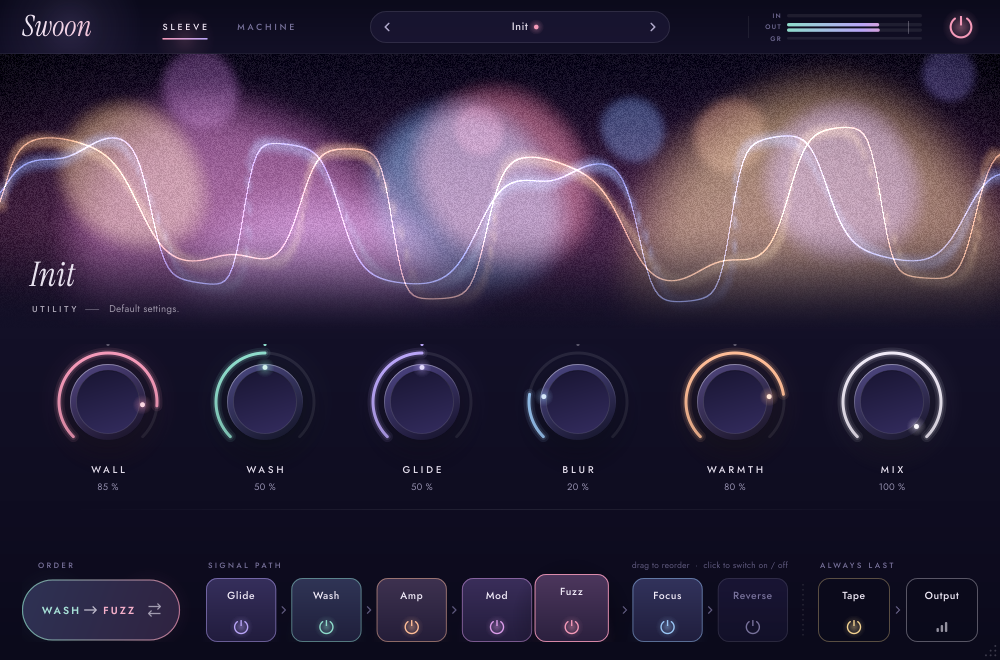 Swoon
SLEEVE MACHINE
Init
IN
OUT
GR
Init
UTILITY — Default settings.
WALL WASH GLIDE BLUR WARMTH MIX
85 % 50 % 50 % 20 % 80 % 100 %
ORDER SIGNAL PATH drag to reorder · click to switch on / off ALWAYS LAST
WASH → FUZZ
Glide Wash Amp Mod Fuzz Focus Reverse Tape Output